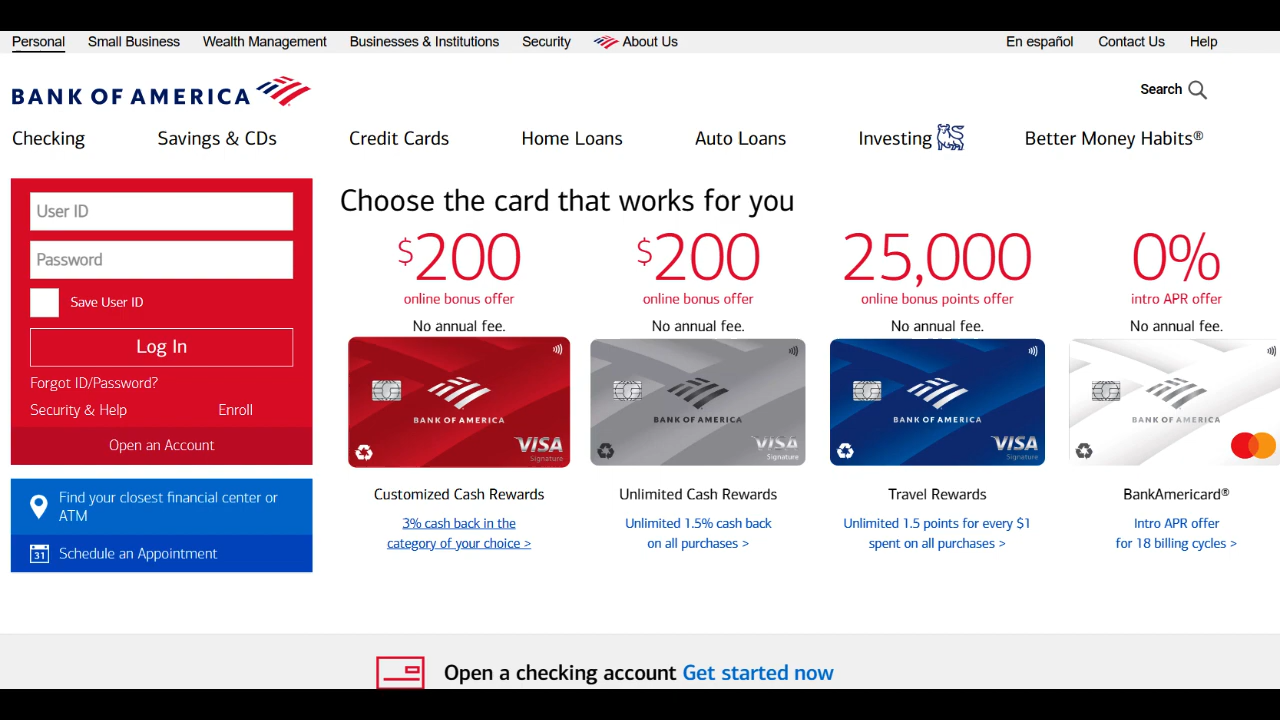 Personal Small Business Wealth Management Businesses & Institutions Security About Us En español Contact Us Help
BANK OF AMERICA
Search
Checking Savings & CDs Credit Cards Home Loans Auto Loans Investing Better Money Habits®
User ID
Password
Save User ID
Log In
Forgot ID/Password?
Security & Help Enroll
Open an Account
Find your closest financial center or
ATM
31 Schedule an Appointment
Choose the card that works for you
$200
online bonus offer
No annual fee.
BANK OF AMERICA
VISA
Signature
Customized Cash Rewards
3% cash back in the
category of your choice >
$200
online bonus offer
No annual fee.
BANK OF AMERICA
VISA
Signature
Unlimited Cash Rewards
Unlimited 1.5% cash back
on all purchases >
25,000
online bonus points offer
No annual fee.
BANK OF AMERICA
VISA
Signature
Travel Rewards
Unlimited 1.5 points for every $1
spent on all purchases >
0%
intro APR offer
No annual fee.
BANK OF AMERICA
BankAmericard®
Intro APR offer
for 18 billing cycles >
Open a checking account Get started now